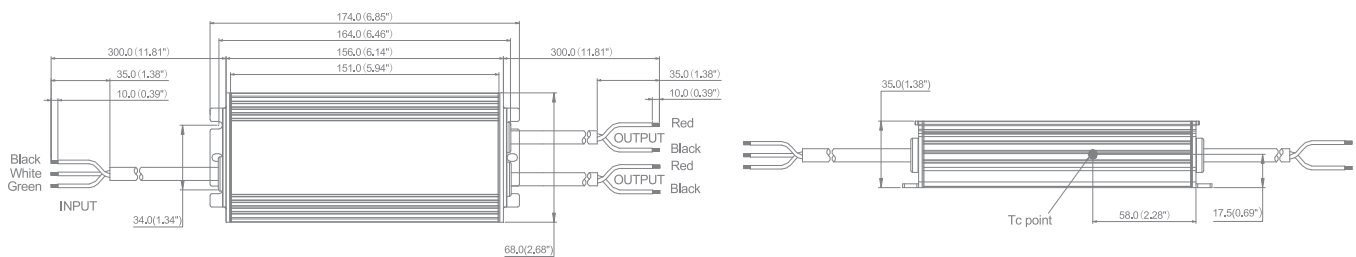 174.0(6.85")
164.0(6.46")
300.0(11.81")
156.0(6.14")
300.0(11.81")
35.0(1.38")
151.0(5.94")
35.0(1.38")
10.0(0.39")
10.0(0.39")
Red
OUTPUT
Black
Red
OUTPUT
Black
Black
White
Green
INPUT
34.0(1.34")
68.0(2.68")
35.0(1.38")
Tc point
58.0(2.28")
17.5(0.69")